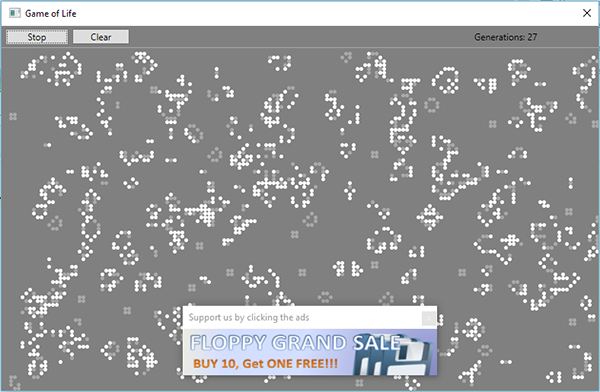 Game of Life
Stop Clear Generations: 27
Support us by clicking the ads
FLOPPY GRAND SALE
BUY 10, Get ONE FREE!!!